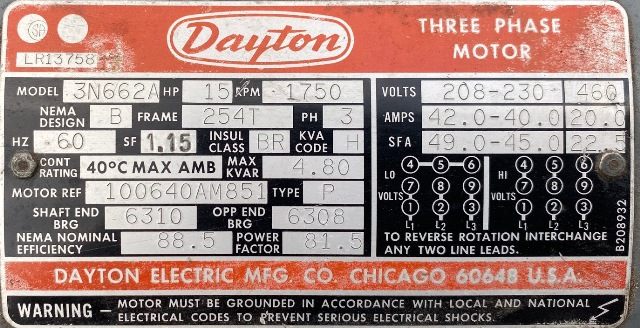 SA
LR13758
Dayton
THREE PHASE
MOTOR
MODEL 3N662A HP 15 RPM 1750
NEMA DESIGN B FRAME 254T PH 3
HZ 60 SF 1.15 INSUL CLASS BR KVA CODE H
CONT RATING 40°C MAX AMB MAX KVAR 4.80
MOTOR REF 100640AM851 TYPE P
SHAFT END BRG 6310 OPP END BRG 6308
NEMA NOMINAL EFFICIENCY 88.5 POWER FACTOR 81.5
VOLTS 208-230 460
AMPS 42.0-40.0 20.0
SFA 49.0-45.0 22.5
LO VOLTS
4 5 6
7 8 9
1 2 3
L1 L2 L3
HI VOLTS
4 5 6
7 8 9
1 2 3
L1 L2 L3
TO REVERSE ROTATION INTERCHANGE
ANY TWO LINE LEADS.
B208932
DAYTON ELECTRIC MFG. CO. CHICAGO 60648 U.S.A.
WARNING – MOTOR MUST BE GROUNDED IN ACCORDANCE WITH LOCAL AND NATIONAL
ELECTRICAL CODES TO PREVENT SERIOUS ELECTRICAL SHOCKS.